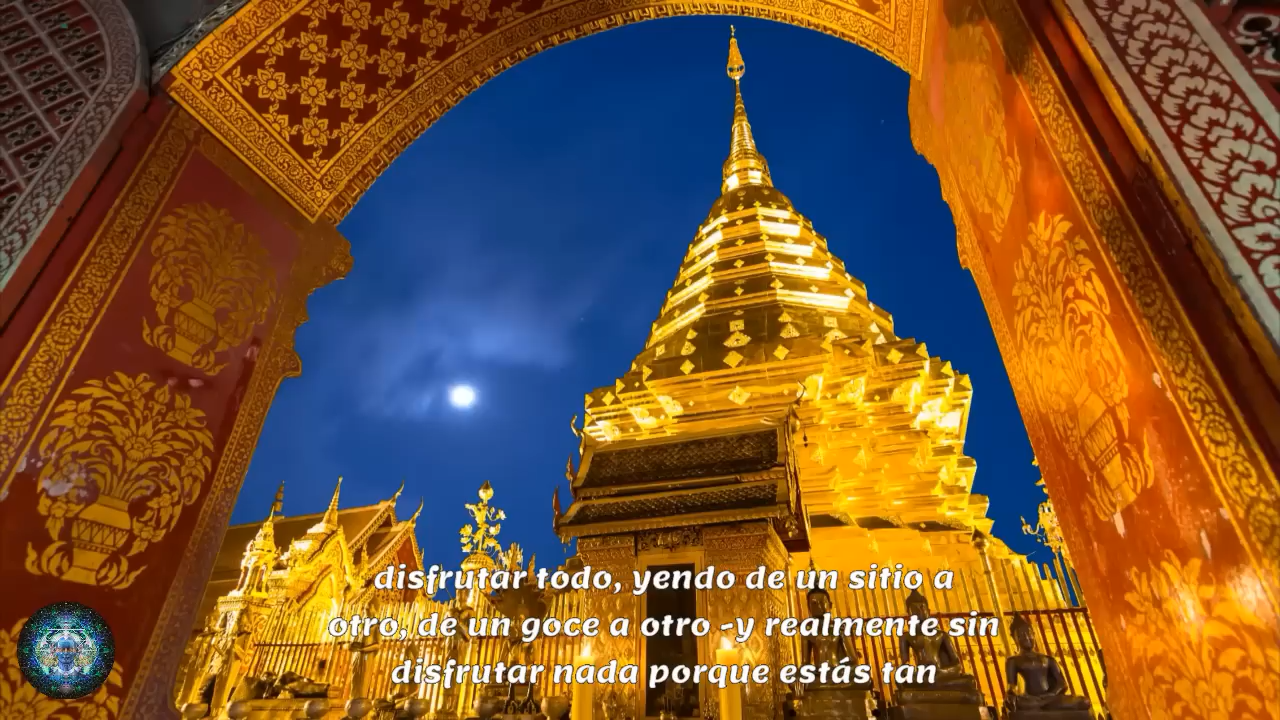 disfrutar todo, yendo de un sitio a
otro, de un goce a otro -y realmente sin
disfrutar nada porque estás tan